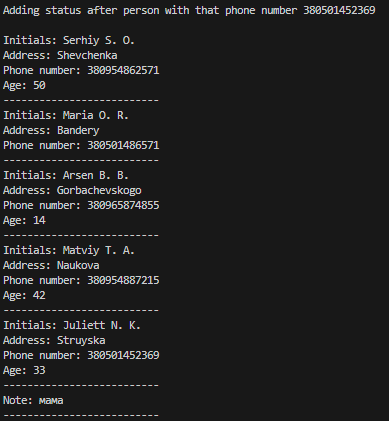 Adding status after person with that phone number 380501452369
Initials: Serhiy S. O.
Address: Shevchenka
Phone number: 380954862571
Age: 50
--------------------------
Initials: Maria O. R.
Address: Bandery
Phone number: 380501486571
--------------------------
Initials: Arsen B. B.
Address: Gorbachevskogo
Phone number: 380965874855
Age: 14
--------------------------
Initials: Matviy T. A.
Address: Naukova
Phone number: 380954887215
Age: 42
--------------------------
Initials: Juliett N. K.
Address: Struyska
Phone number: 380501452369
Age: 33
--------------------------
Note: мама
--------------------------